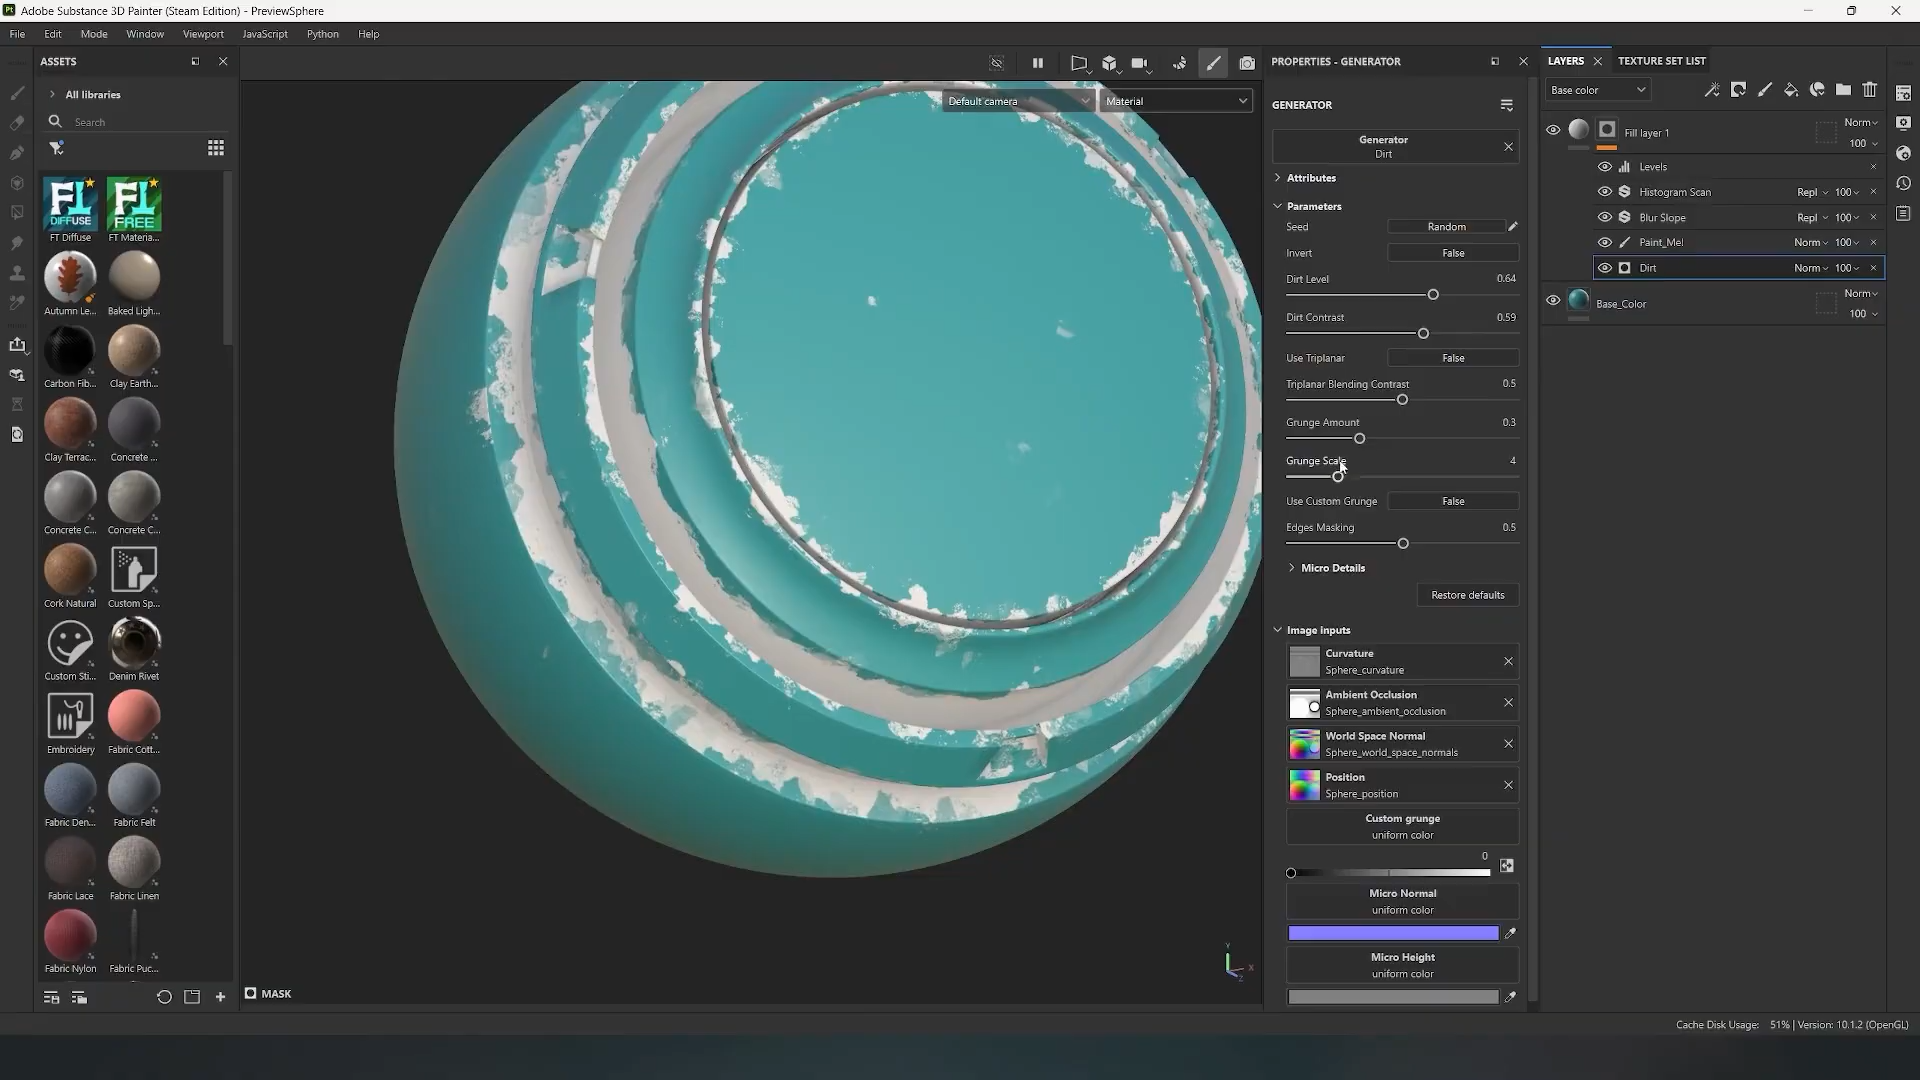 Pt Adobe Substance 3D Painter (Steam Edition) - PreviewSphere
File Edit Mode Window Viewport JavaScript Python Help
ASSETS
All libraries
Search
FL DIFFUSE
FL FREE
FT Diffuse FT Materia...
Autumn Le... Baked Ligh...
Carbon Fib... Clay Earth...
Clay Terrac... Concrete ...
Concrete C... Concrete C...
Cork Natural Custom Sp...
Custom Sti... Denim Rivet
Embroidery Fabric Cott...
Fabric Den... Fabric Felt
Fabric Lace Fabric Linen
Fabric Nylon Fabric Puc...
Default camera Material
Y
X
Z
MASK
PROPERTIES - GENERATOR
GENERATOR
Generator
Dirt
Attributes
Parameters
Seed Random
Invert False
Dirt Level 0.64
Dirt Contrast 0.59
Use Triplanar False
Triplanar Blending Contrast 0.5
Grunge Amount 0.3
Grunge Scale 4
Use Custom Grunge False
Edges Masking 0.5
Micro Details
Restore defaults
Image inputs
Curvature
Sphere_curvature
Ambient Occlusion
Sphere_ambient_occlusion
World Space Normal
Sphere_world_space_normals
Position
Sphere_position
Custom grunge
uniform color
0
Micro Normal
uniform color
Micro Height
uniform color
LAYERS TEXTURE SET LIST
Base color
Fill layer 1 Norm
100
Levels
Histogram Scan Repl 100
Blur Slope Repl 100
Paint_Mel Norm 100
Dirt Norm 100
Base_Color Norm
100
Cache Disk Usage: 51% | Version: 10.1.2 (OpenGL)